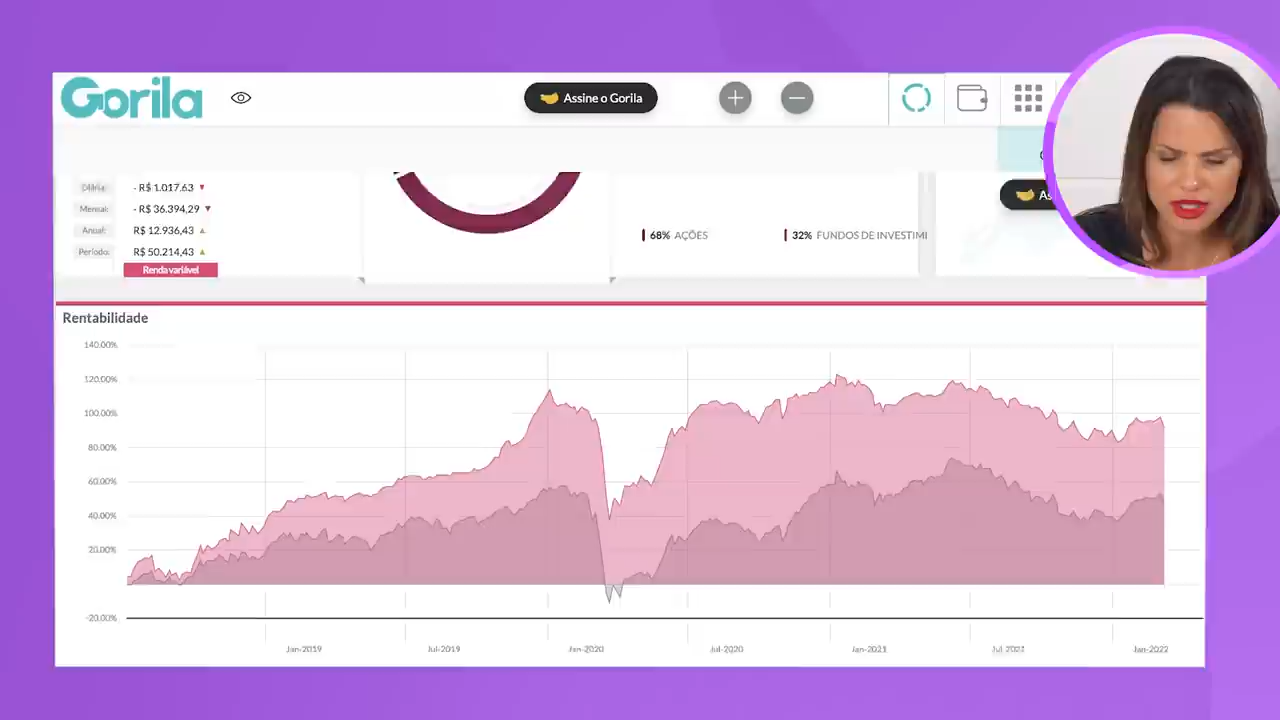 Gorila
Assine o Gorila
Diária: - R$ 1.017,63
Mensal: - R$ 36.394,29
Anual: R$ 12.936,43
Período: R$ 50.214,43
Renda variável
68% AÇÕES
32% FUNDOS DE INVESTIMI
Rentabilidade
140.00%
120.00%
100.00%
80.00%
60.00%
40.00%
20.00%
-20.00%
Jan-2019
Jul-2019
Jan-2020
Jul-2020
Jan-2021
Jul-2021
Jan-2022